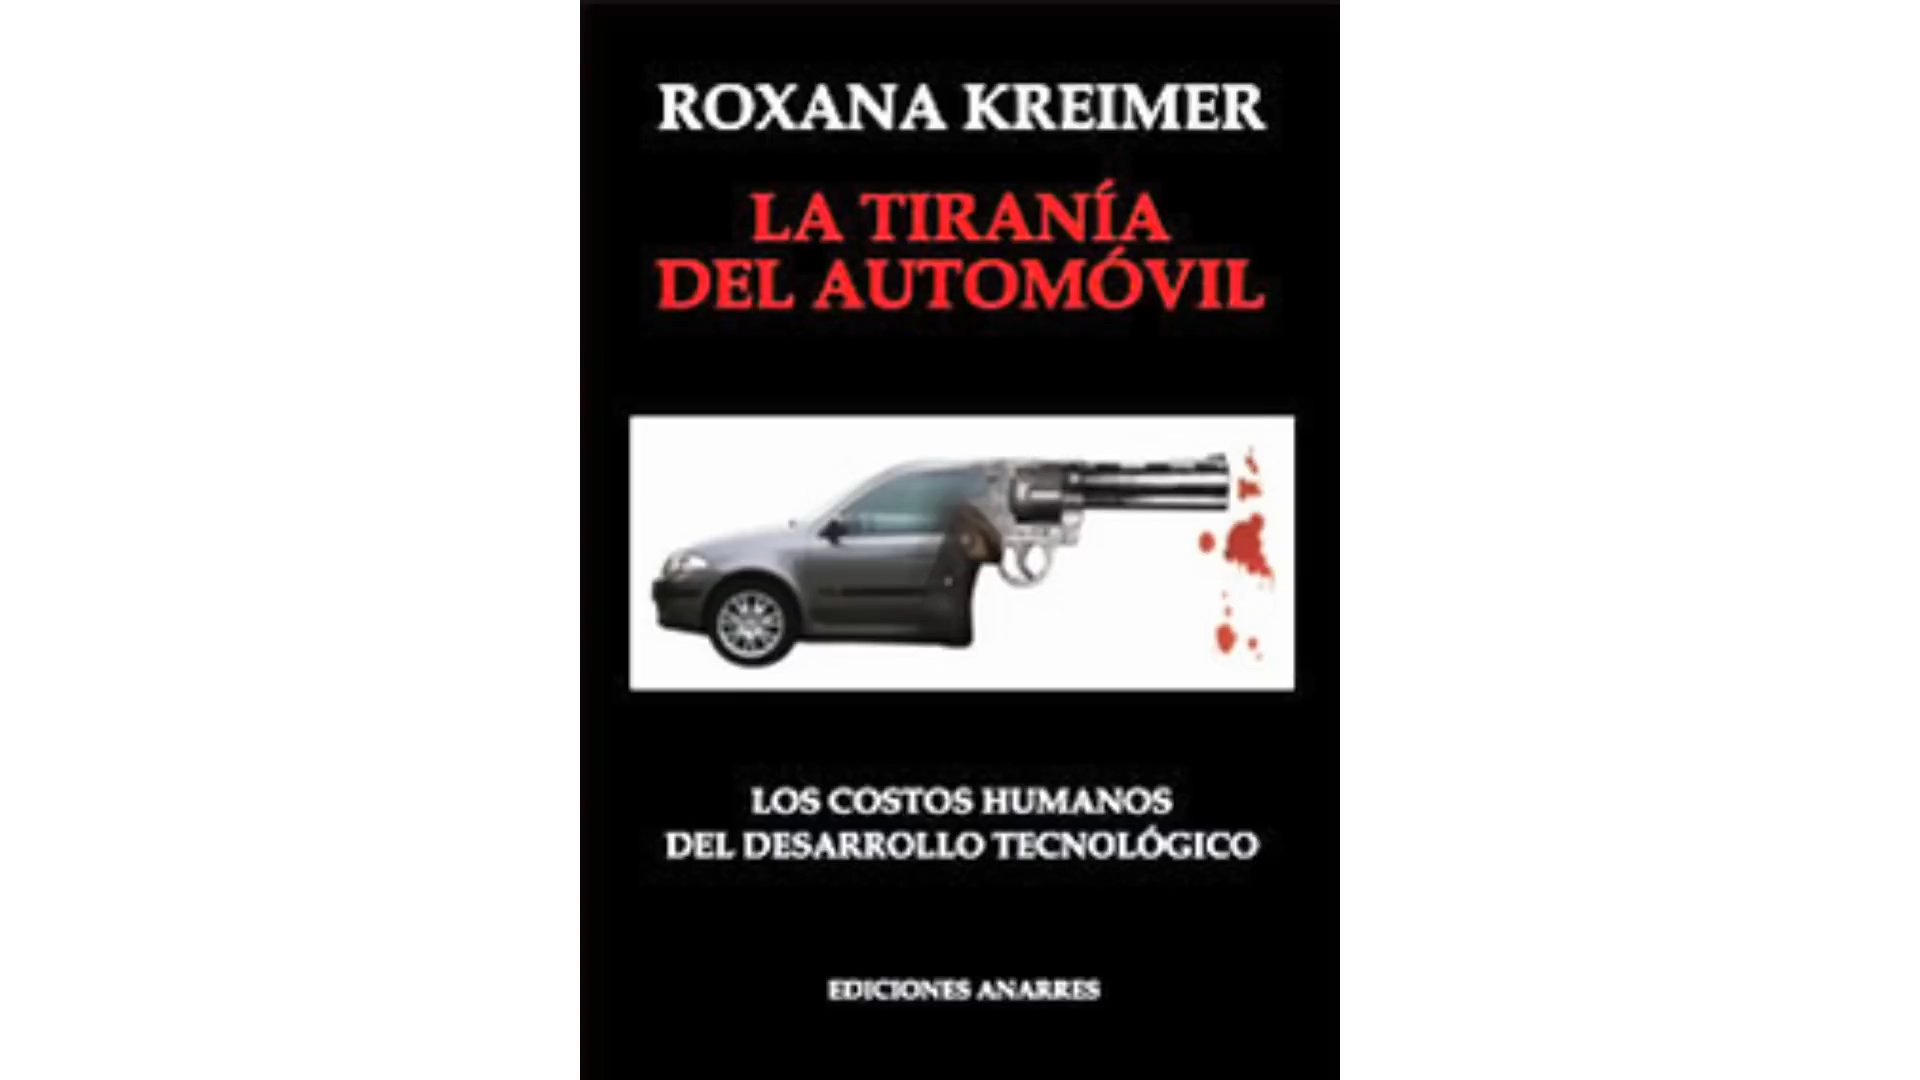 ROXANA KREIMER
LA TIRANÍA
DEL AUTOMÓVIL
LOS COSTOS HUMANOS
DEL DESARROLLO TECNOLÓGICO
EDICIONES ANARRES